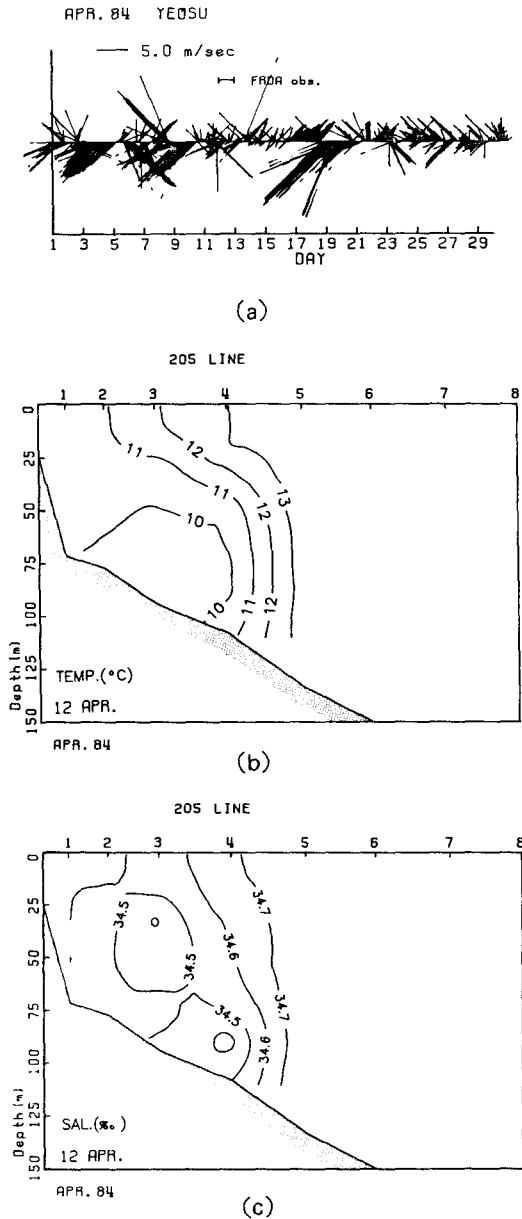 APR. 84 YEOSU
5.0 m/sec
FRDA obs.
1 3 5 7 9 11 13 15 17 19 21 23 25 27 29
DAY
(a)
205 LINE
1 2 3 4 5 6 7 8
0
25
50
75
100
125
150
Depth(m)
11
12
11
12
13
10
10
11
12
TEMP.(°C)
12 APR.
APR. 84
(b)
205 LINE
1 2 3 4 5 6 7 8
0
25
50
75
100
125
150
Depth(m)
34.5
34.5
34.6
34.7
34.5
34.6
34.7
SAL.(‰)
12 APR.
APR. 84
(c)